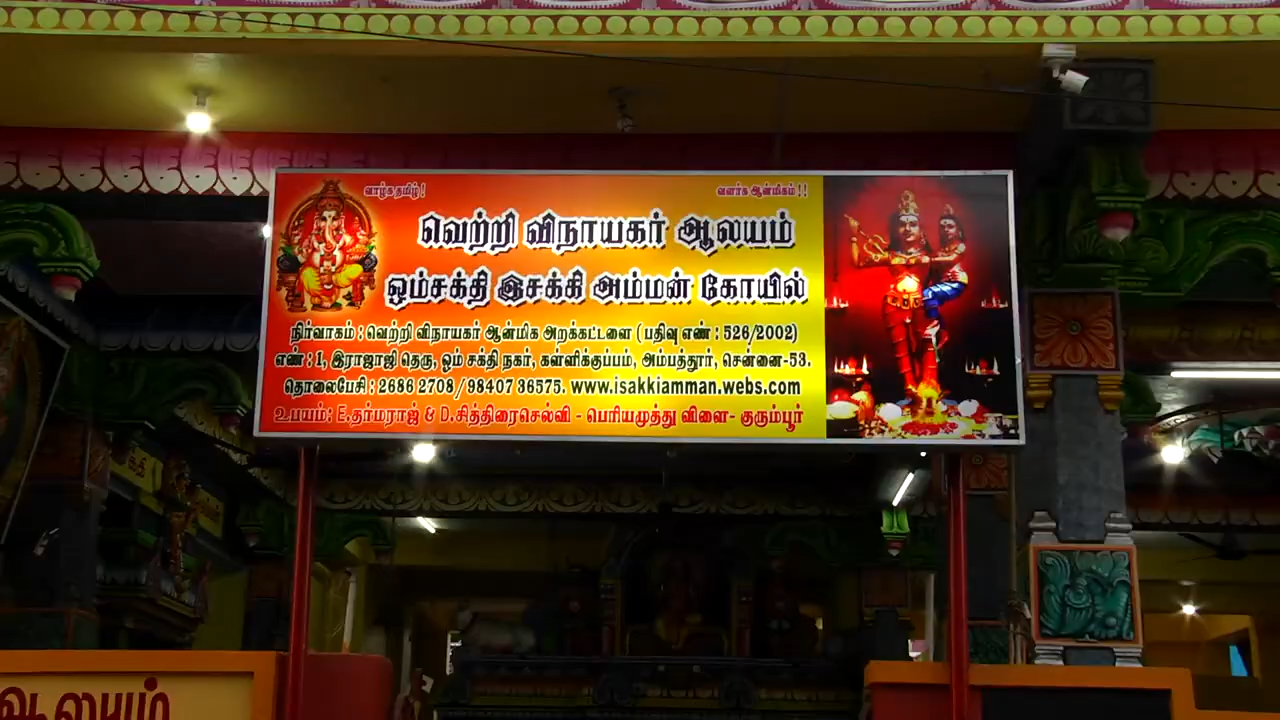 வாழ்க தமிழ் !
வளர்க ஆன்மிகம் ! !
வெற்றி விநாயகர் ஆலயம்
ஓம்சக்தி இசக்கி அம்மன் கோயில்
நிர்வாகம் : வெற்றி விநாயகர் ஆன்மிக அறக்கட்டளை ( பதிவு எண் : 526/2002)
எண் : 1, இராஜாஜி தெரு, ஓம் சக்தி நகர், கள்ளிக்குப்பம், அம்பத்தூர், சென்னை-53.
தொலைபேசி : 2686 2708 / 98407 36575. www.isakkiamman.webs.com
உபயம்: E.தர்மராஜ் & D.சித்திரைசெல்வி - பெரியமுத்து விளை- குரும்பூர்
ஆலயம்